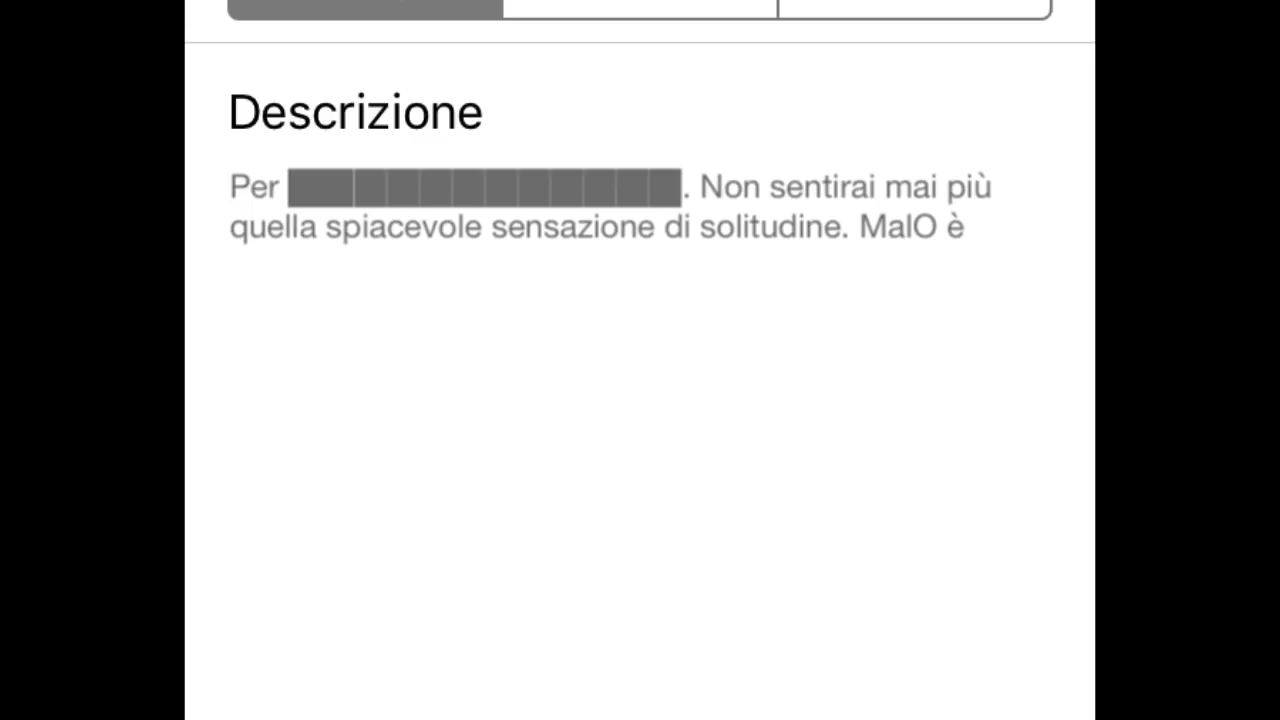 Descrizione
Per ████████████. Non sentirai mai più
quella spiacevole sensazione di solitudine. MalO è